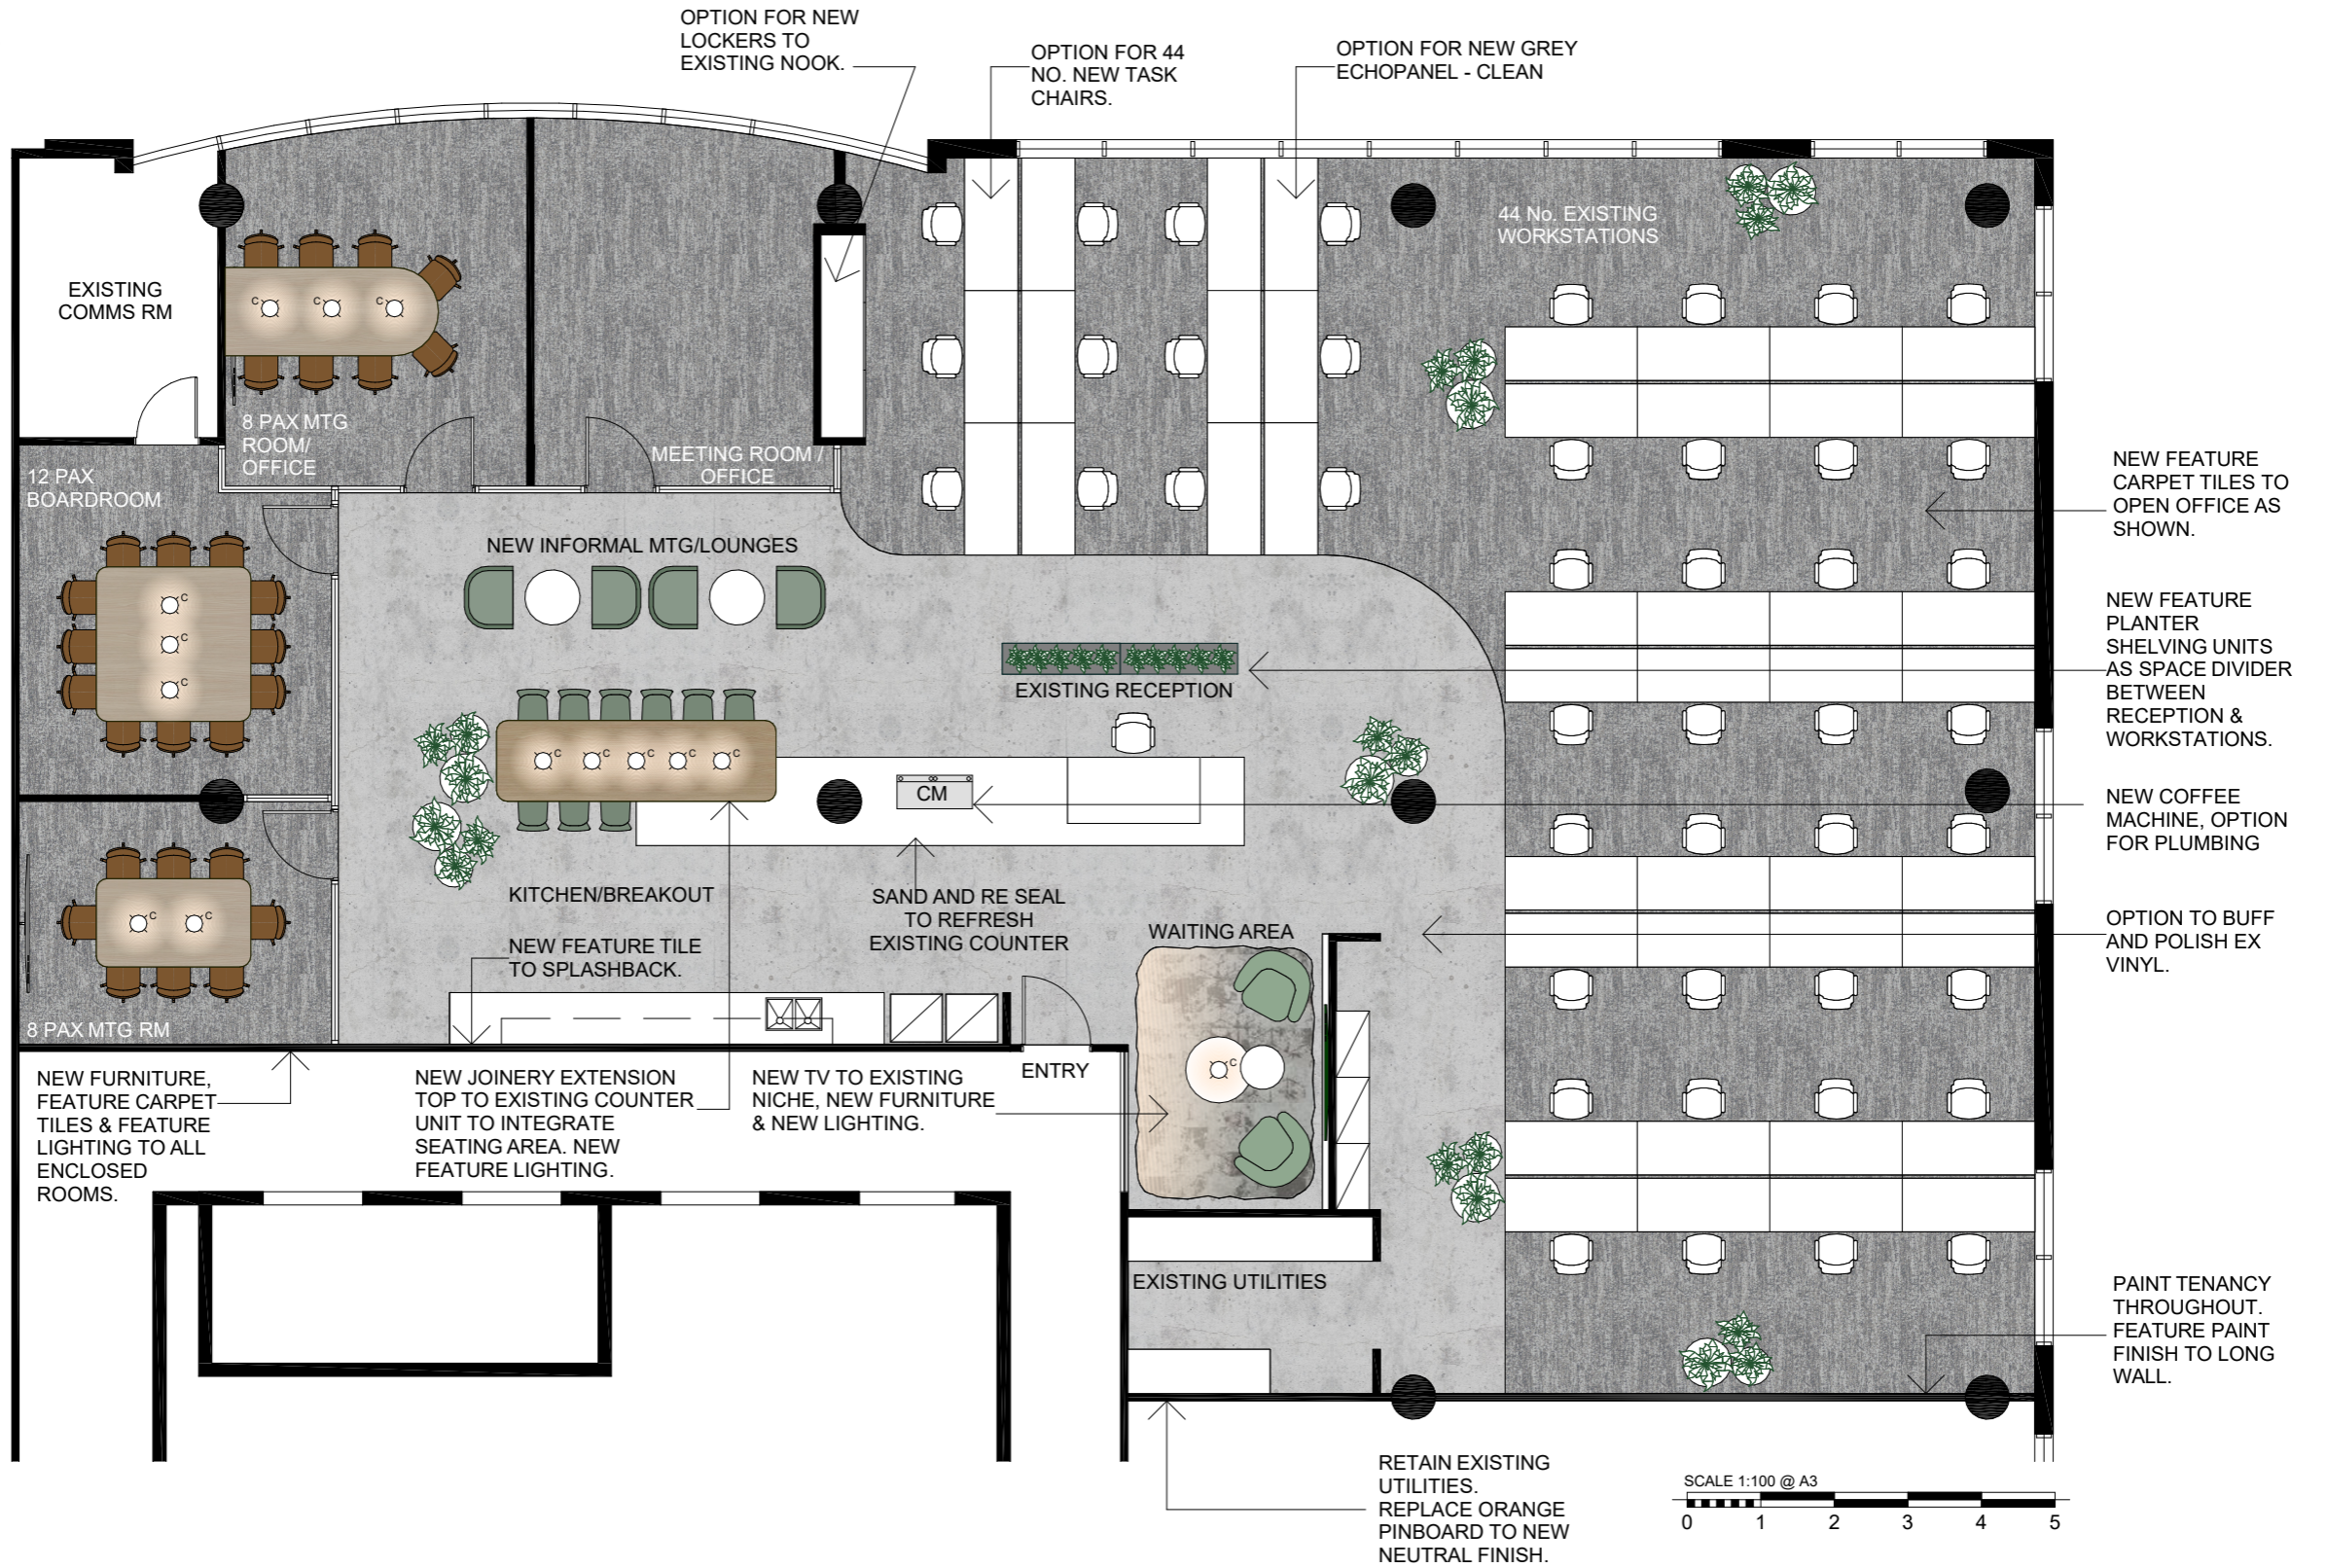 OPTION FOR NEW
LOCKERS TO
EXISTING NOOK.
OPTION FOR 44
NO. NEW TASK
CHAIRS.
OPTION FOR NEW GREY
ECHOPANEL - CLEAN
44 No. EXISTING
WORKSTATIONS
EXISTING
COMMS RM
C
C
C
8 PAX MTG
ROOM/
OFFICE
MEETING ROOM /
OFFICE
12 PAX
BOARDROOM
NEW FEATURE
CARPET TILES TO
OPEN OFFICE AS
SHOWN.
NEW INFORMAL MTG/LOUNGES
C
C
C
NEW FEATURE
PLANTER
SHELVING UNITS
AS SPACE DIVIDER
BETWEEN
RECEPTION &
WORKSTATIONS.
EXISTING RECEPTION
C
C
C
C
C
CM
NEW COFFEE
MACHINE, OPTION
FOR PLUMBING
KITCHEN/BREAKOUT
SAND AND RE SEAL
TO REFRESH
EXISTING COUNTER
C
C
WAITING AREA
NEW FEATURE TILE
TO SPLASHBACK.
OPTION TO BUFF
AND POLISH EX
VINYL.
8 PAX MTG RM
C
ENTRY
NEW FURNITURE,
FEATURE CARPET
TILES & FEATURE
LIGHTING TO ALL
ENCLOSED
ROOMS.
NEW JOINERY EXTENSION
TOP TO EXISTING COUNTER
UNIT TO INTEGRATE
SEATING AREA. NEW
FEATURE LIGHTING.
NEW TV TO EXISTING
NICHE, NEW FURNITURE
& NEW LIGHTING.
EXISTING UTILITIES
PAINT TENANCY
THROUGHOUT.
FEATURE PAINT
FINISH TO LONG
WALL.
RETAIN EXISTING
UTILITIES.
REPLACE ORANGE
PINBOARD TO NEW
NEUTRAL FINISH.
SCALE 1:100 @ A3
0 1 2 3 4 5